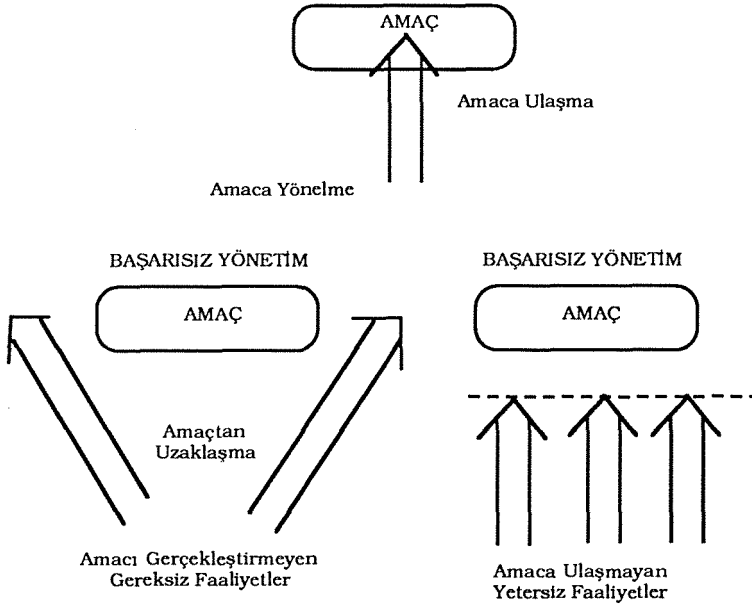 AMAÇ
Amaca Ulaşma
Amaca Yönelme
BAŞARISIZ YÖNETİM
AMAÇ
Amaçtan
Uzaklaşma
Amacı Gerçekleştirmeyen
Gereksiz Faaliyetler
BAŞARISIZ YÖNETİM
AMAÇ
Amaca Ulaşmayan
Yetersiz Faaliyetler